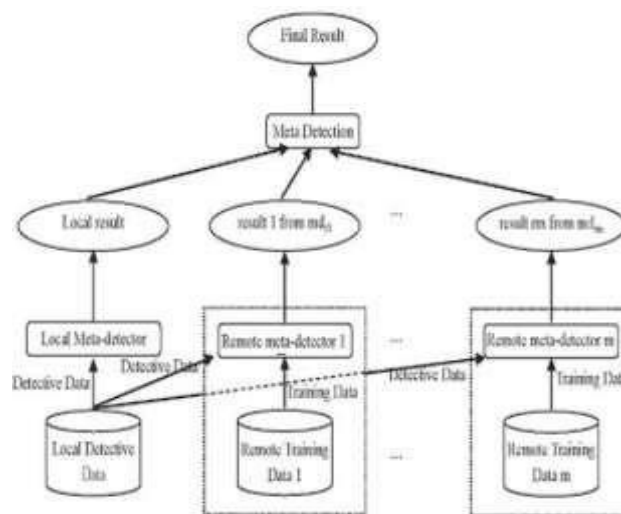 Final Result
Meta Detection
Local result
result 1 from md
...
result m from md
Local Meta-detector
Remote meta-detector 1
...
Remote meta-detector m
Detective Data
Detective Data
Training Data
Detective Data
Training Data
Local Detective
Data
Remote Training
Data 1
...
Remote Training
Data m